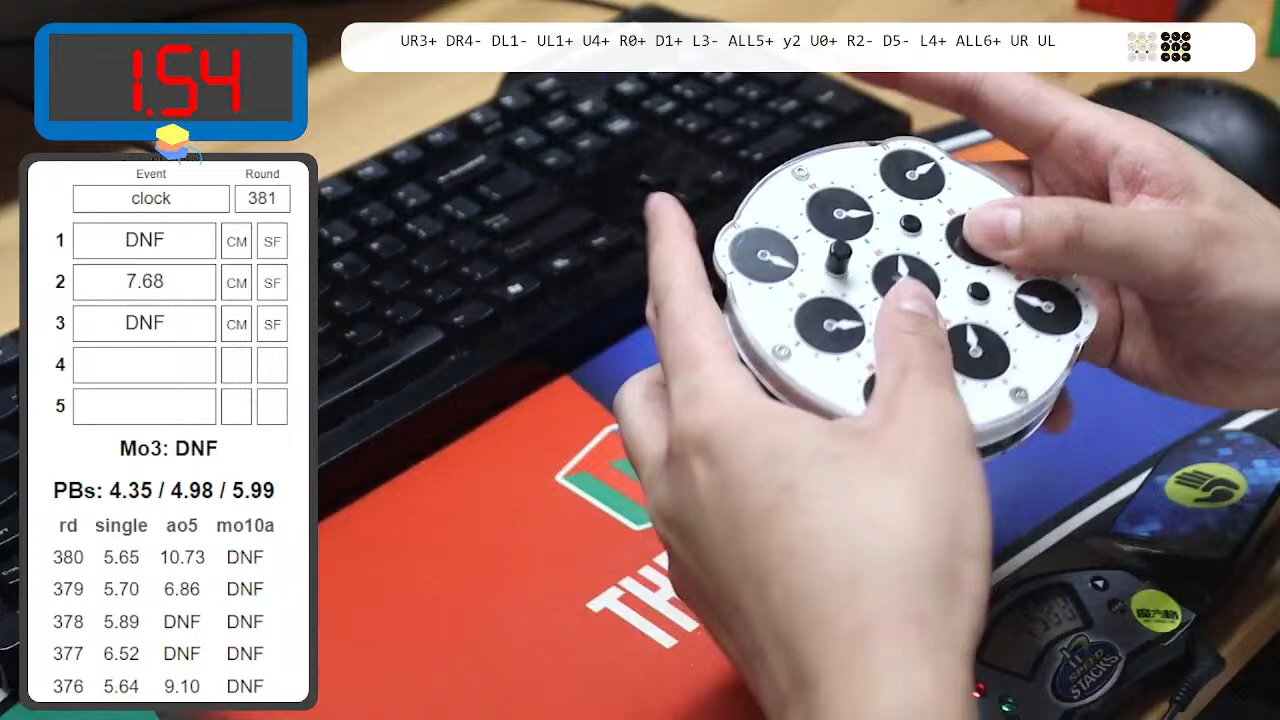 1.54
UR3+ DR4- DL1- UL1+ U4+ R0+ D1+ L3- ALL5+ y2 U0+ R2- D5- L4+ ALL6+ UR UL
Event Round
clock 381
1 DNF CM SF
2 7.68 CM SF
3 DNF CM SF
4
5
Mo3: DNF
PBs: 4.35 / 4.98 / 5.99
rd single ao5 mo10a
380 5.65 10.73 DNF
379 5.70 6.86 DNF
378 5.89 DNF DNF
377 6.52 DNF DNF
376 5.64 9.10 DNF
TH
魔方格
SPEED
STACKS